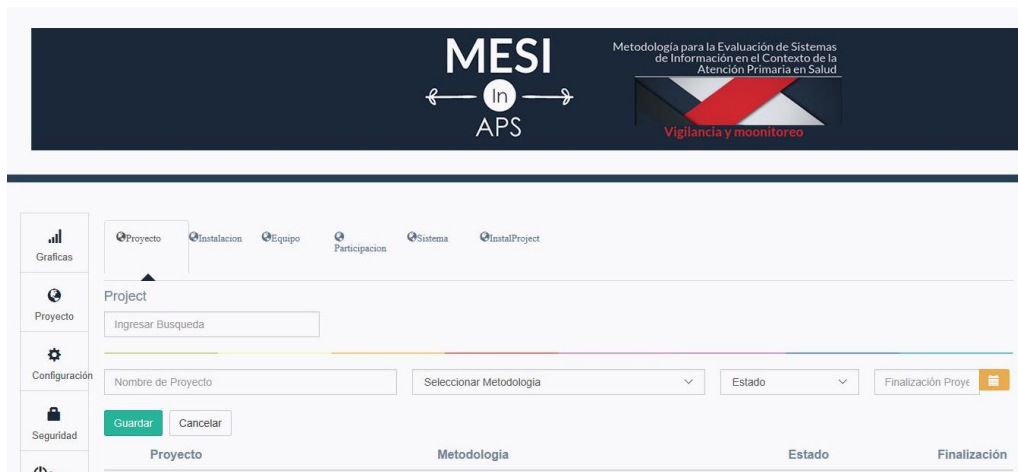 MESI
In
APS
Metodología para la Evaluación de Sistemas
de Información en el Contexto de la
Atención Primaria en Salud
Vigilancia y moonitoreo
Graficas
Proyecto
Configuración
Seguridad
Proyecto
Instalacion
Equipo
Participacion
Sistema
InstalProject
Project
Ingresar Busqueda
Nombre de Proyecto
Seleccionar Metodologia
Estado
Finalización Proye
Guardar
Cancelar
Proyecto
Metodologia
Estado
Finalización